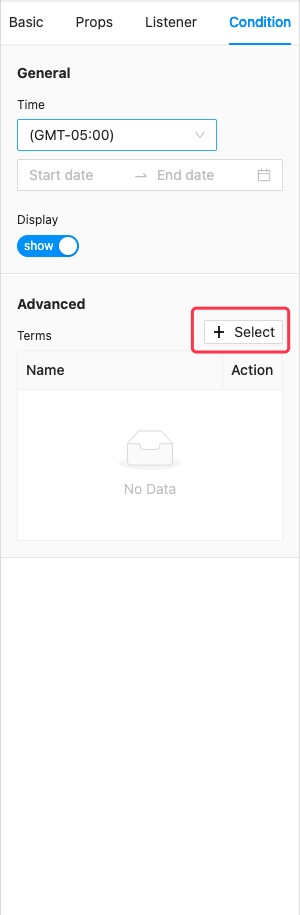 Basic Props Listener Condition
General
Time
(GMT-05:00)
Start date → End date
Display
show
Advanced
Terms
+ Select
Name Action
No Data